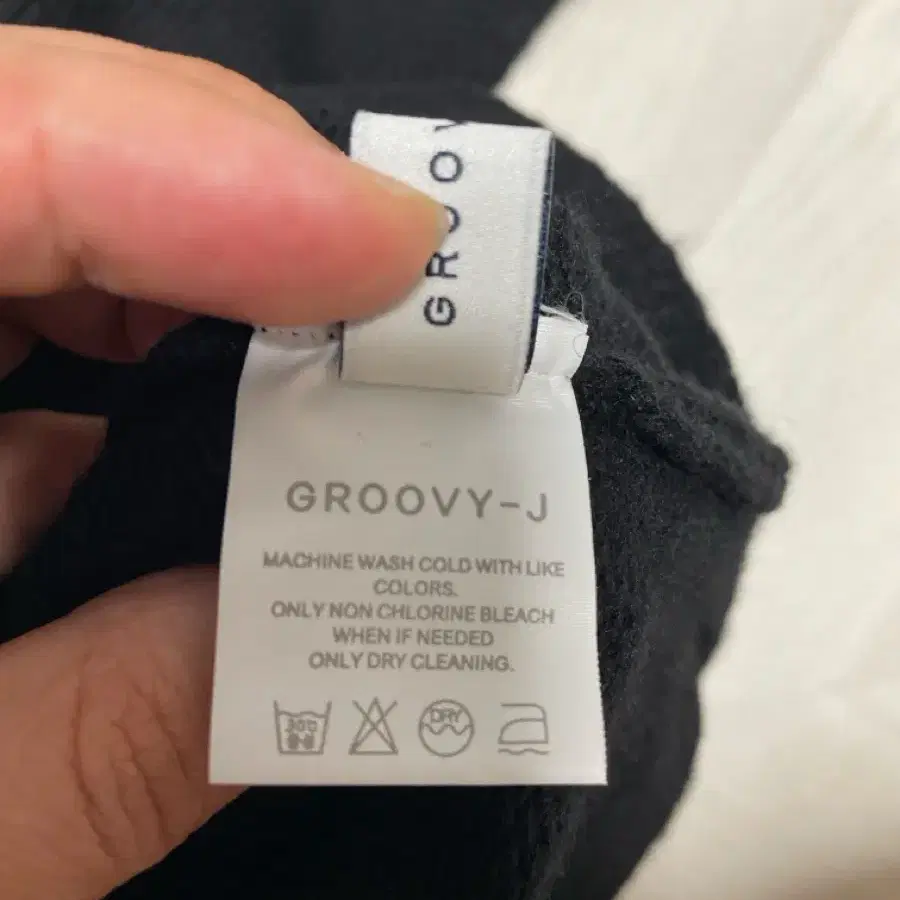 GROOV
GROOVY-J
MACHINE WASH COLD WITH LIKE
COLORS.
ONLY NON CHLORINE BLEACH
WHEN IF NEEDED
ONLY DRY CLEANING.
DRY